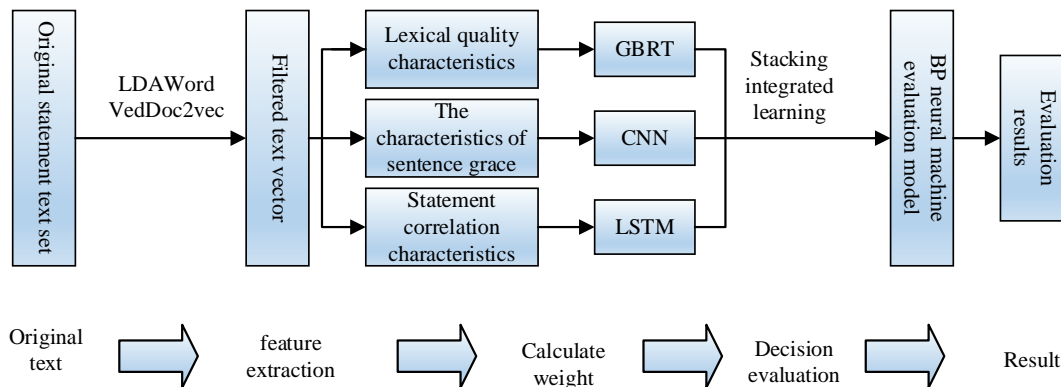 Original statement text set
LDAWord
VedDoc2vec
Filtered text vector
Lexical quality
characteristics
The
characteristics of
sentence grace
Statement
correlation
characteristics
GBRT
CNN
LSTM
Stacking
integrated
learning
BP neural machine
evaluation model
Evaluation
results
Original
text
feature
extraction
Calculate
weight
Decision
evaluation
Result